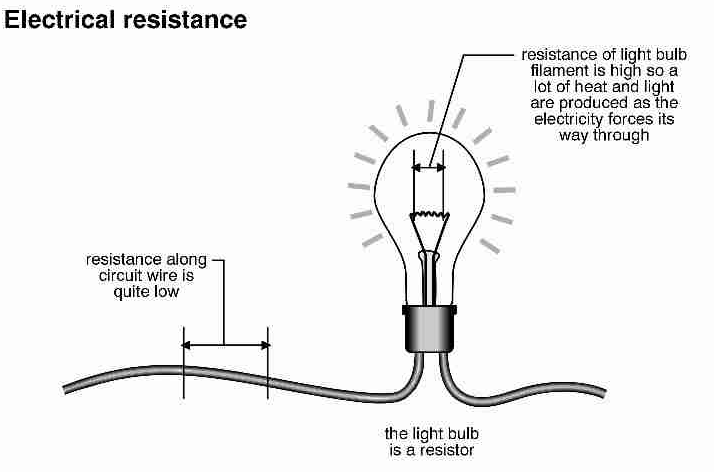 Electrical resistance
resistance of light bulb
filament is high so a
lot of heat and light
are produced as the
electricity forces its
way through
resistance along
circuit wire is
quite low
the light bulb
is a resistor